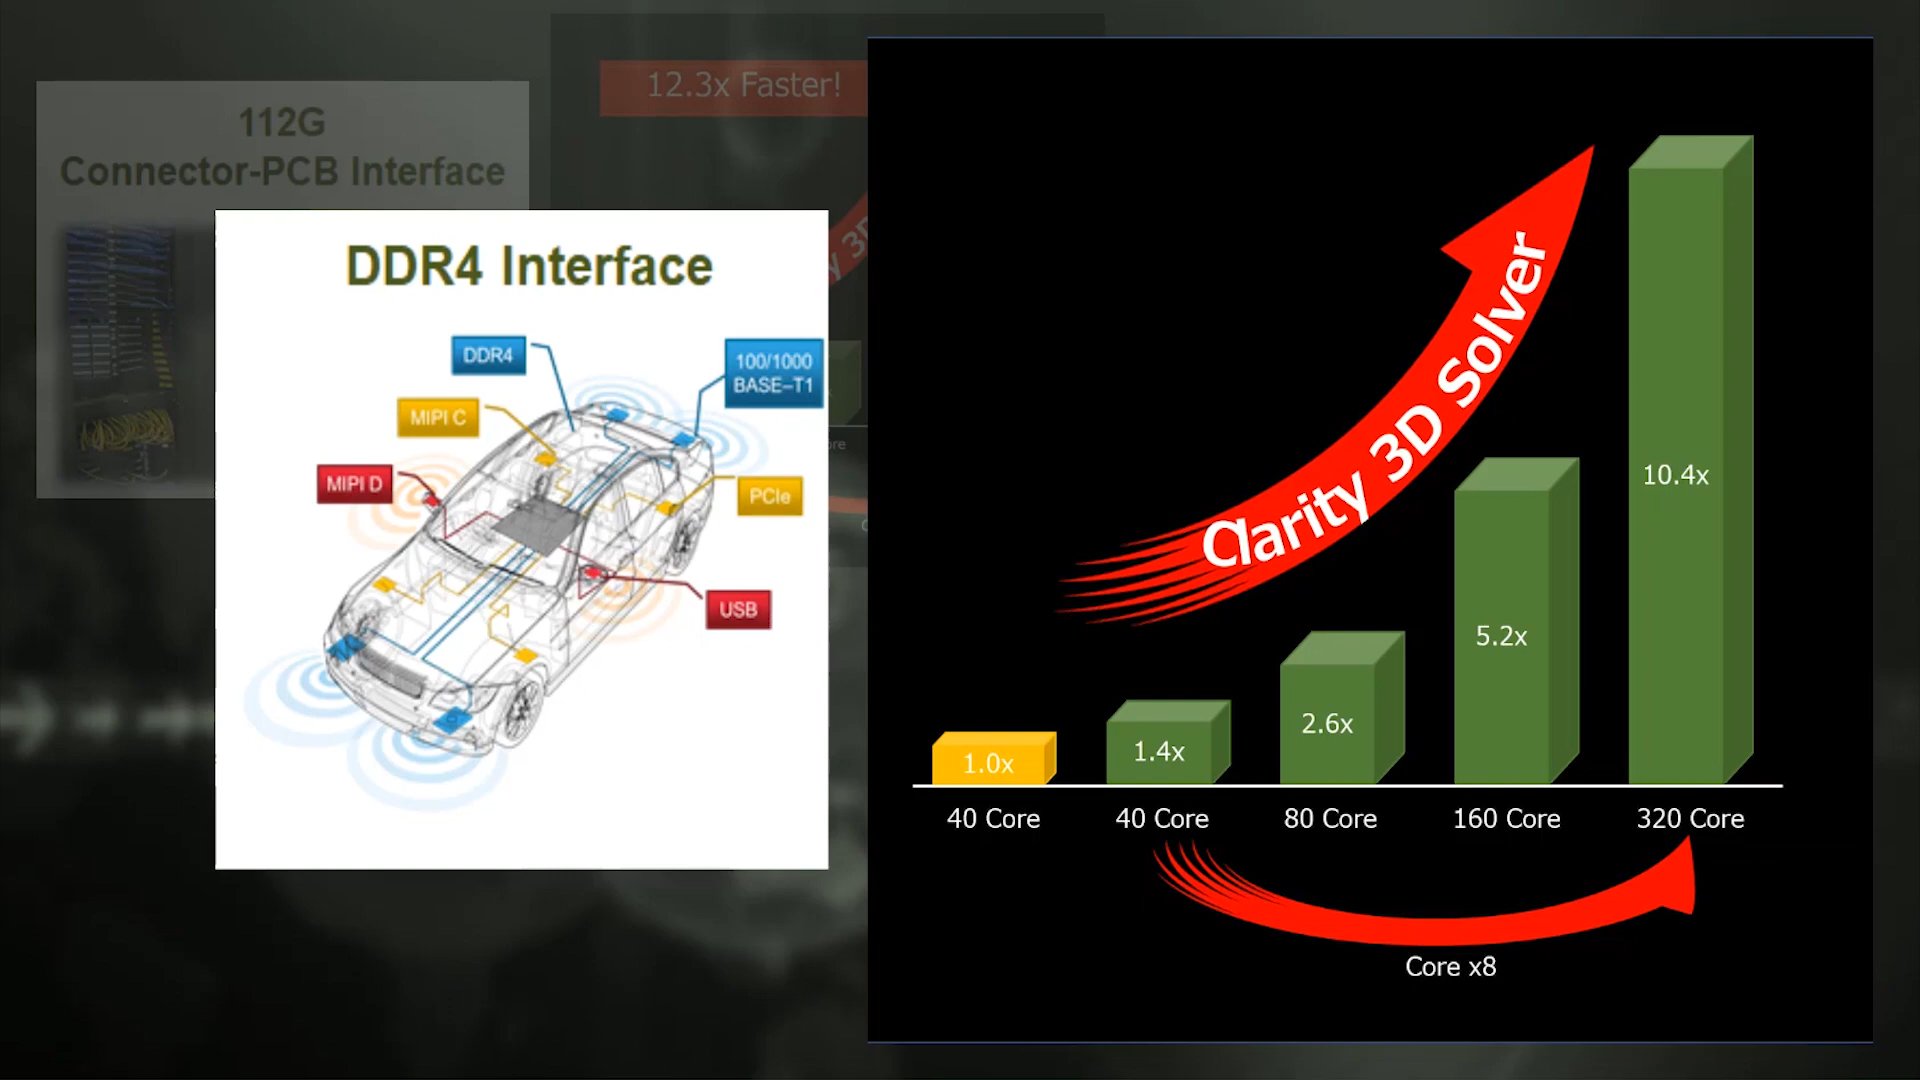 112G
Connector-PCB Interface
12.3x Faster!
DDR4 Interface
DDR4
100/1000
BASE-T1
MIPI C
MIPI D
PCIe
USB
Clarity 3D Solver
10.4x
5.2x
2.6x
1.4x
1.0x
40 Core
40 Core
80 Core
160 Core
320 Core
Core x8